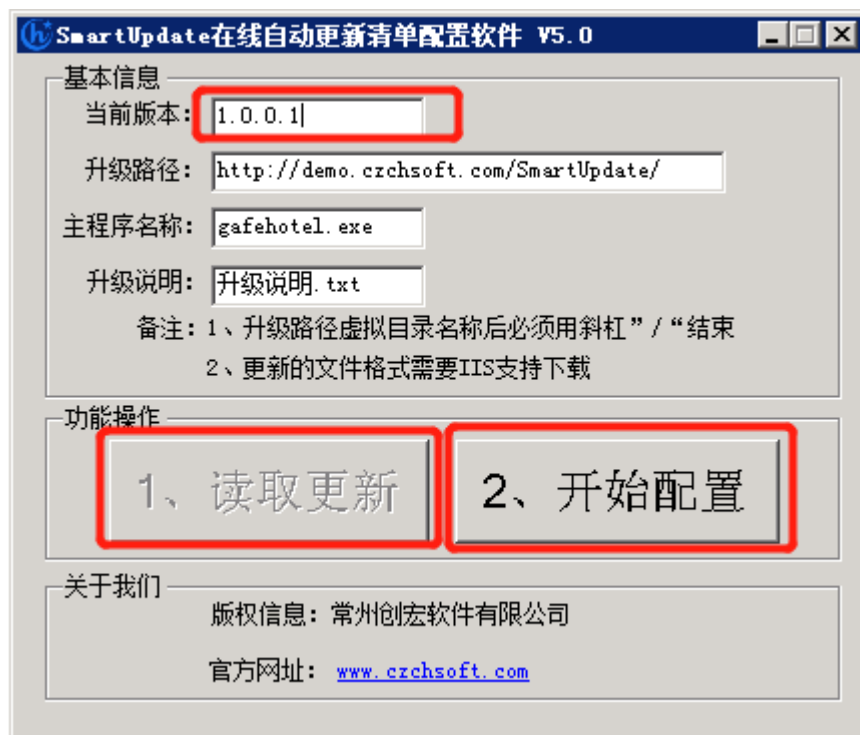 SmartUpdate在线自动更新清单配置软件 V5.0
基本信息
当前版本：1.0.0.1
升级路径：http://demo.czchsoft.com/SmartUpdate/
主程序名称：gafehotel.exe
升级说明：升级说明.txt
备注：1、升级路径虚拟目录名称后必须用斜杠”/“结束
2、更新的文件格式需要IIS支持下载
功能操作
1、读取更新 2、开始配置
关于我们
版权信息：常州创宏软件有限公司
官方网址：www.czchsoft.com